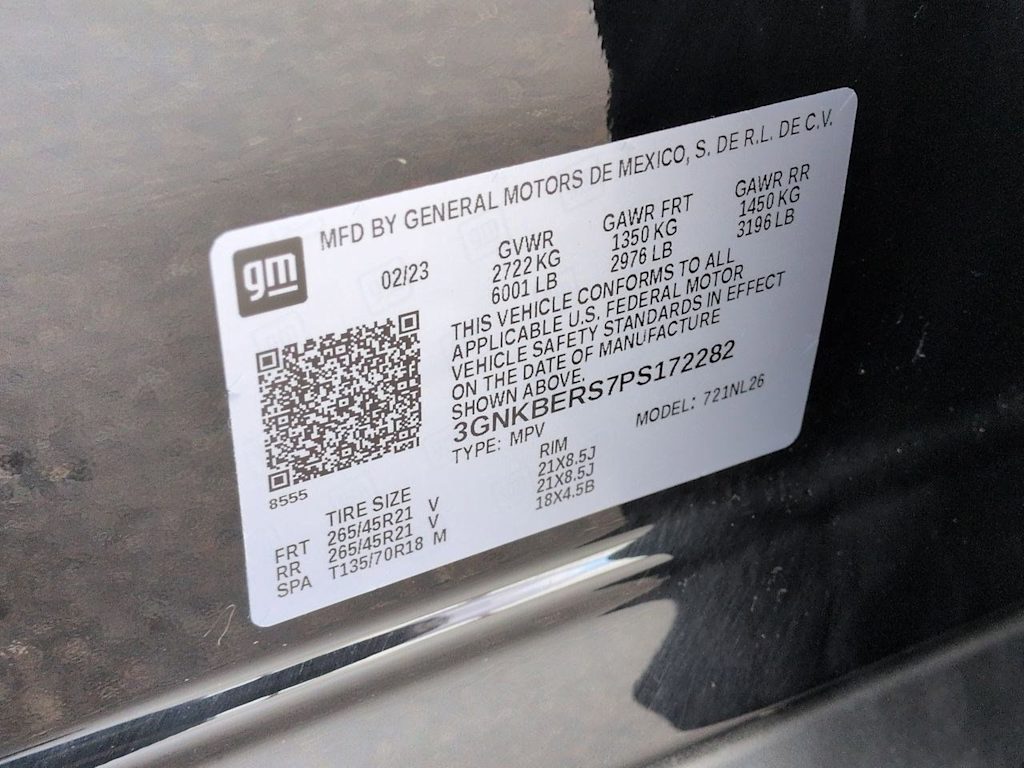 MFD BY GENERAL MOTORS DE MEXICO, S. DE R.L. DE C.V.
gm
02/23
GVWR GAWR FRT GAWR RR
2722 KG 1350 KG 1450 KG
6001 LB 2976 LB 3196 LB
THIS VEHICLE CONFORMS TO ALL
APPLICABLE U.S. FEDERAL MOTOR
VEHICLE SAFETY STANDARDS IN EFFECT
ON THE DATE OF MANUFACTURE
SHOWN ABOVE.
3GNKBERS7PS172282
TYPE: MPV MODEL: 721NL26
8555
TIRE SIZE RIM
FRT 265/45R21 V 21X8.5J
RR 265/45R21 V 21X8.5J
SPA T135/70R18 M 18X4.5B